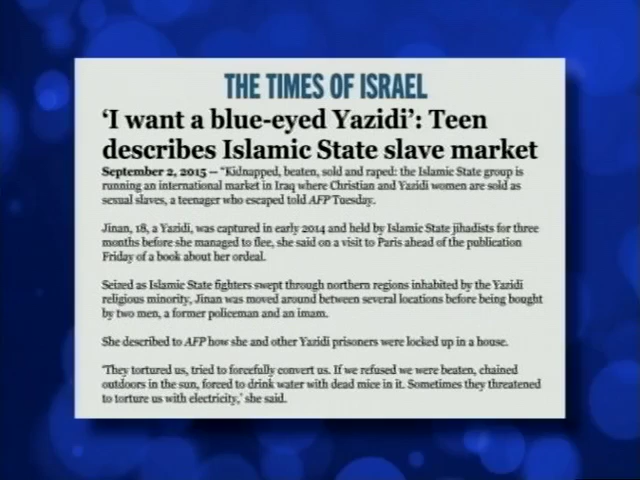 THE TIMES OF ISRAEL
‘I want a blue-eyed Yazidi’: Teen
describes Islamic State slave market
September 2, 2015 — “Kidnapped, beaten, sold and raped: the Islamic State group is
running an international market in Iraq where Christian and Yazidi women are sold as
sexual slaves, a teenager who escaped told AFP Tuesday.
Jinan, 18, a Yazidi, was captured in early 2014 and held by Islamic State jihadists for three
months before she managed to flee, she said on a visit to Paris ahead of the publication
Friday of a book about her ordeal.
Seized as Islamic State fighters swept through northern regions inhabited by the Yazidi
religious minority, Jinan was moved around between several locations before being bought
by two men, a former policeman and an imam.
She described to AFP how she and other Yazidi prisoners were locked up in a house.
‘They tortured us, tried to forcefully convert us. If we refused we were beaten, chained
outdoors in the sun, forced to drink water with dead mice in it. Sometimes they threatened
to torture us with electricity,’ she said.